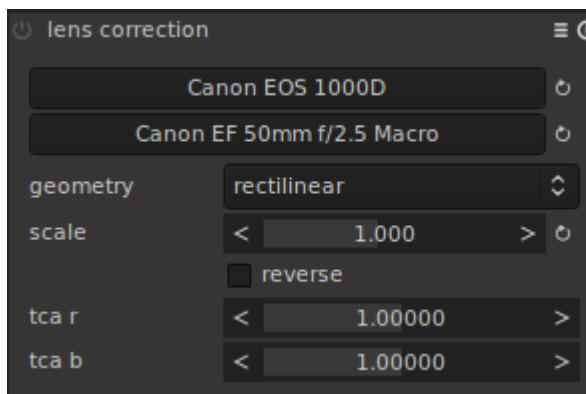 lens correction
Canon EOS 1000D
Canon EF 50mm f/2.5 Macro
geometry rectilinear
scale < 1.000 >
reverse
tca r < 1.00000 >
tca b < 1.00000 >